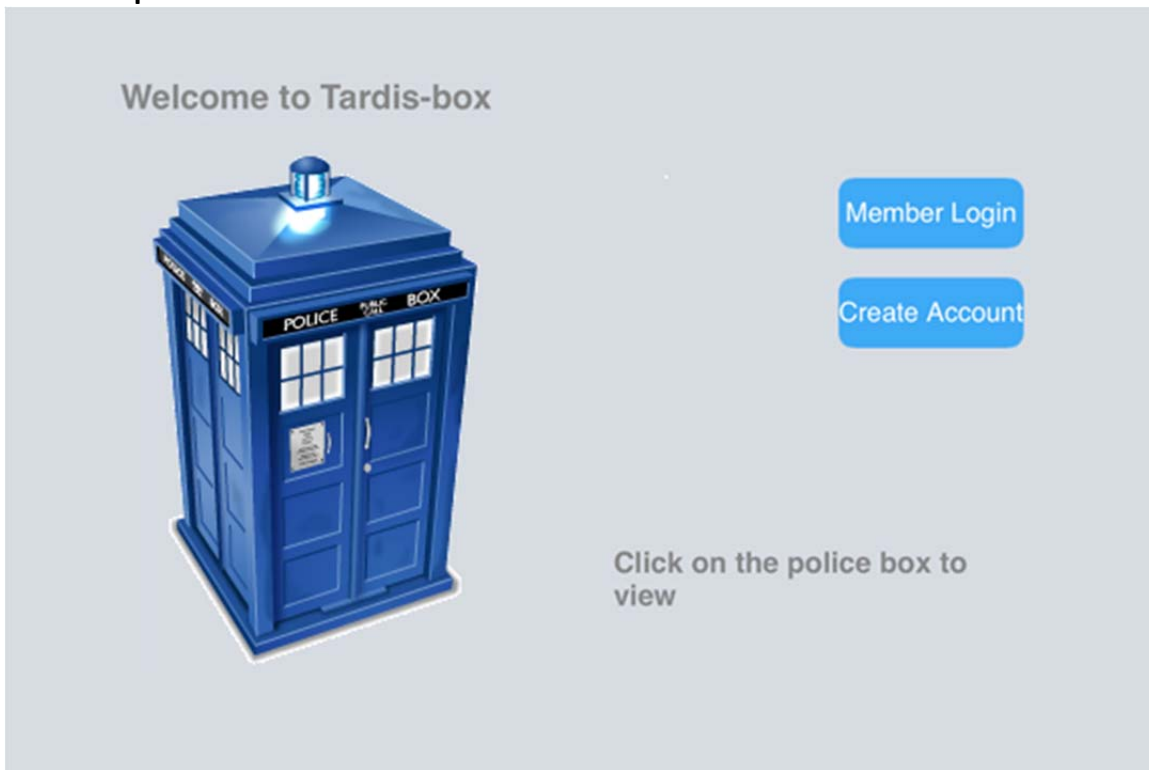 Welcome to Tardis-box
Member Login
Create Account
POLICE PUBLIC CALL BOX
Click on the police box to
view